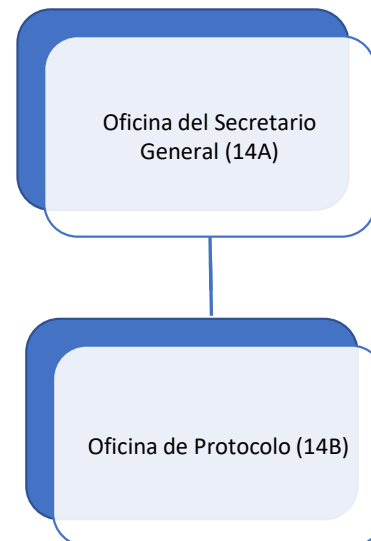 Oficina del Secretario
General (14A)
Oficina de Protocolo (14B)